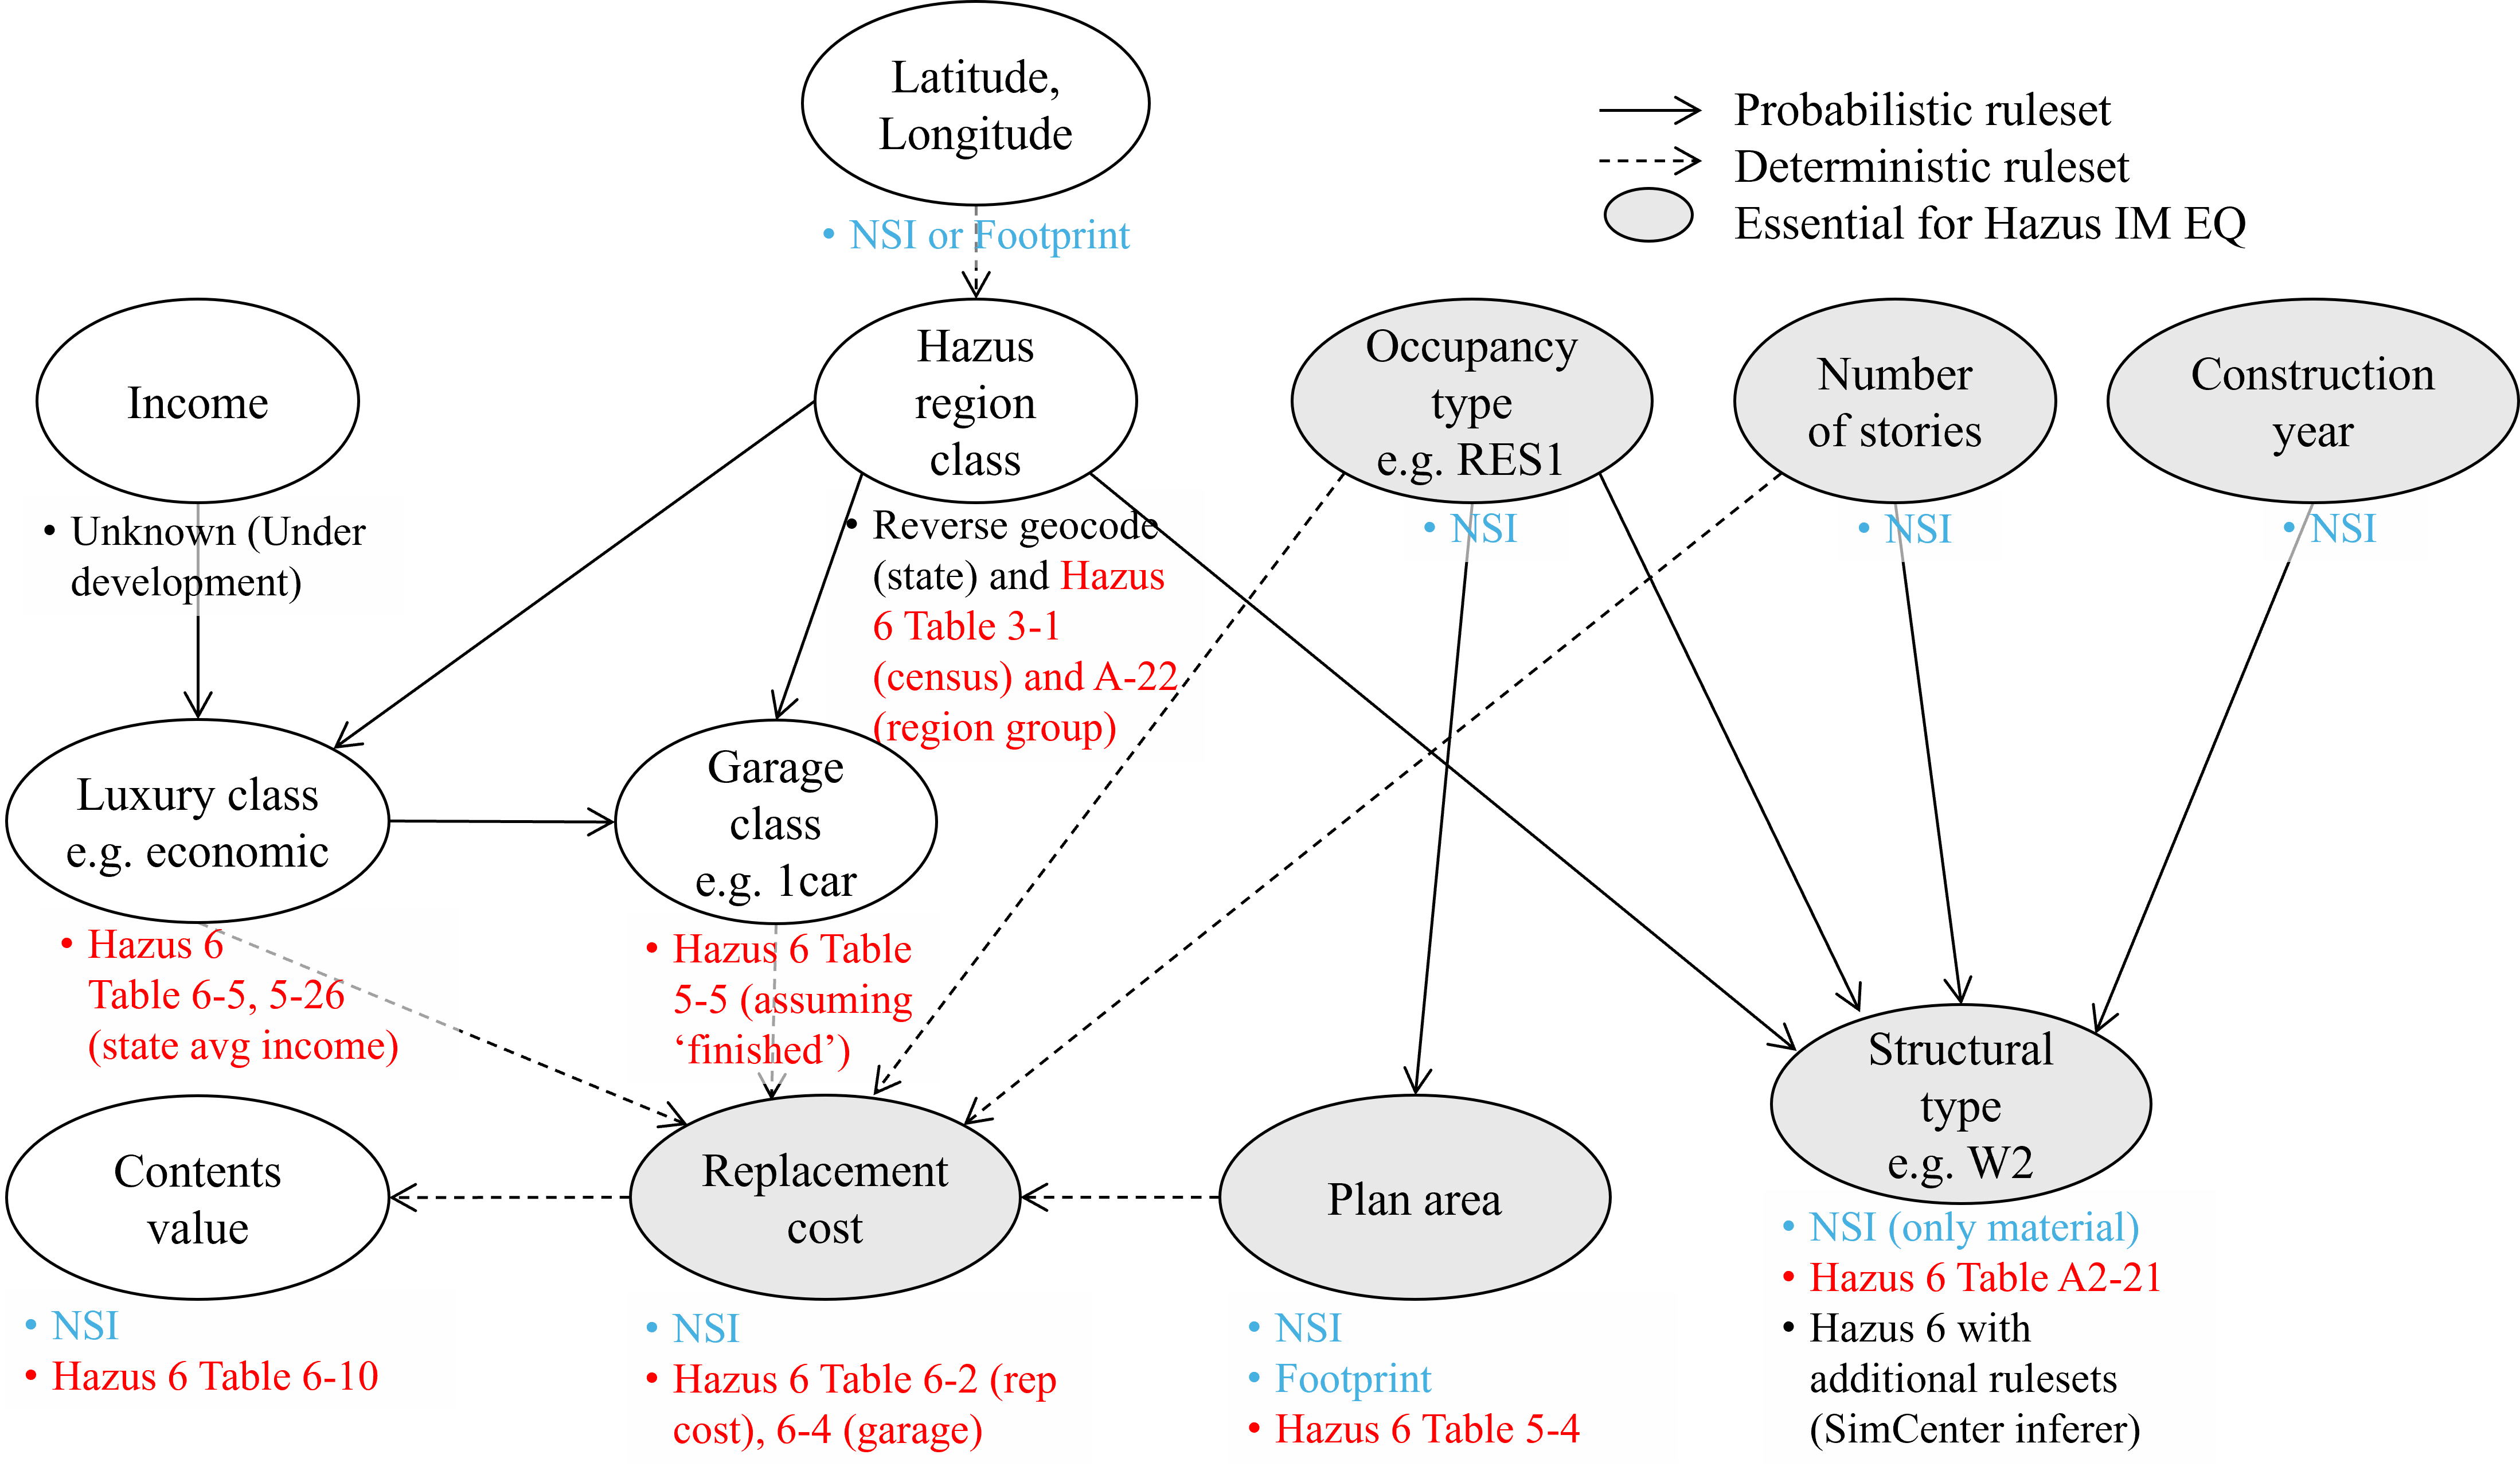 Latitude,
Longitude
• NSI or Footprint
Probabilistic ruleset
Deterministic ruleset
Essential for Hazus IM EQ
Income
• Unknown (Under
development)
Hazus
region
class
• Reverse geocode
(state) and Hazus
6 Table 3-1
(census) and A-22
(region group)
Occupancy
type
e.g. RES1
• NSI
Number
of stories
• NSI
Construction
year
• NSI
Luxury class
e.g. economic
• Hazus 6
Table 6-5, 5-26
(state avg income)
Garage
class
e.g. 1car
• Hazus 6 Table
5-5 (assuming
‘finished’)
Contents
value
• NSI
• Hazus 6 Table 6-10
Replacement
cost
• NSI
• Hazus 6 Table 6-2 (rep
cost), 6-4 (garage)
Plan area
• NSI
• Footprint
• Hazus 6 Table 5-4
Structural
type
e.g. W2
• NSI (only material)
• Hazus 6 Table A2-21
• Hazus 6 with
additional rulesets
(SimCenter inferer)